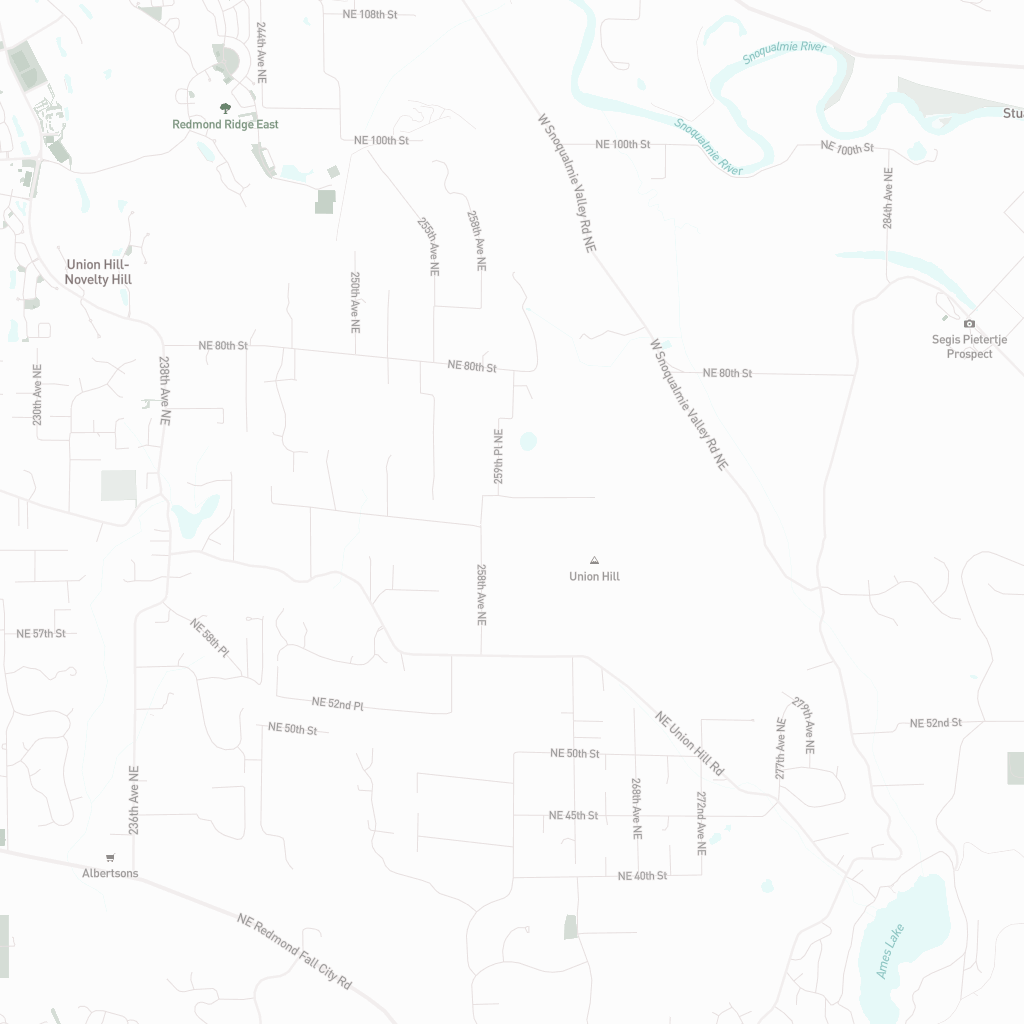 NE 108th St
244th Ave NE
Snoqualmie River
Redmond Ridge East
W Snoqualmie Valley Rd NE
NE 100th St
NE 100th St
Snoqualmie River
NE 100th St
284th Ave NE
255th Ave NE
258th Ave NE
Union Hill-
Novelty Hill
250th Ave NE
Segis Pietertje
Prospect
NE 80th St
NE 80th St
NE 80th St
W Snoqualmie Valley Rd NE
230th Ave NE
238th Ave NE
259th Pl NE
Union Hill
258th Ave NE
NE 57th St
NE 58th Pl
NE 52nd Pl
NE 50th St
NE Union Hill Rd
279th Ave NE
277th Ave NE
NE 52nd St
NE 50th St
236th Ave NE
268th Ave NE
272nd Ave NE
NE 45th St
Albertsons
NE 40th St
NE Redmond Fall City Rd
Ames Lake